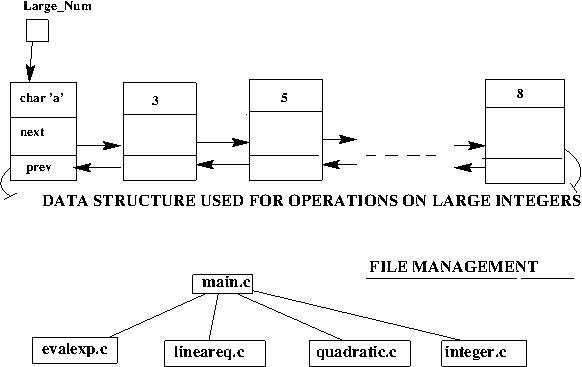 Large_Num
char 'a'
3
5
8
next
prev
DATA STRUCTURE USED FOR OPERATIONS ON LARGE INTEGERS
FILE MANAGEMENT
main.c
evalexp.c
lineareq.c
quadratic.c
integer.c